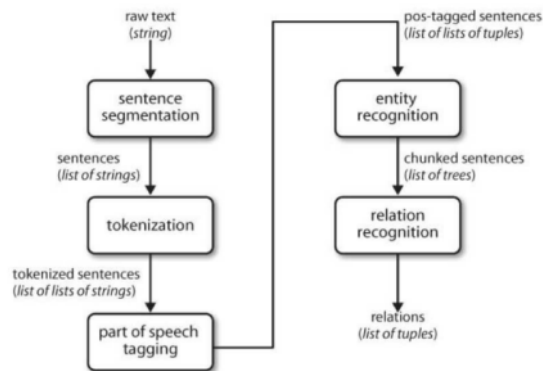 raw text
(string)
sentence
segmentation
sentences
(list of strings)
tokenization
tokenized sentences
(list of lists of strings)
part of speech
tagging
pos-tagged sentences
(list of lists of tuples)
entity
recognition
chunked sentences
(list of trees)
relation
recognition
relations
(list of tuples)